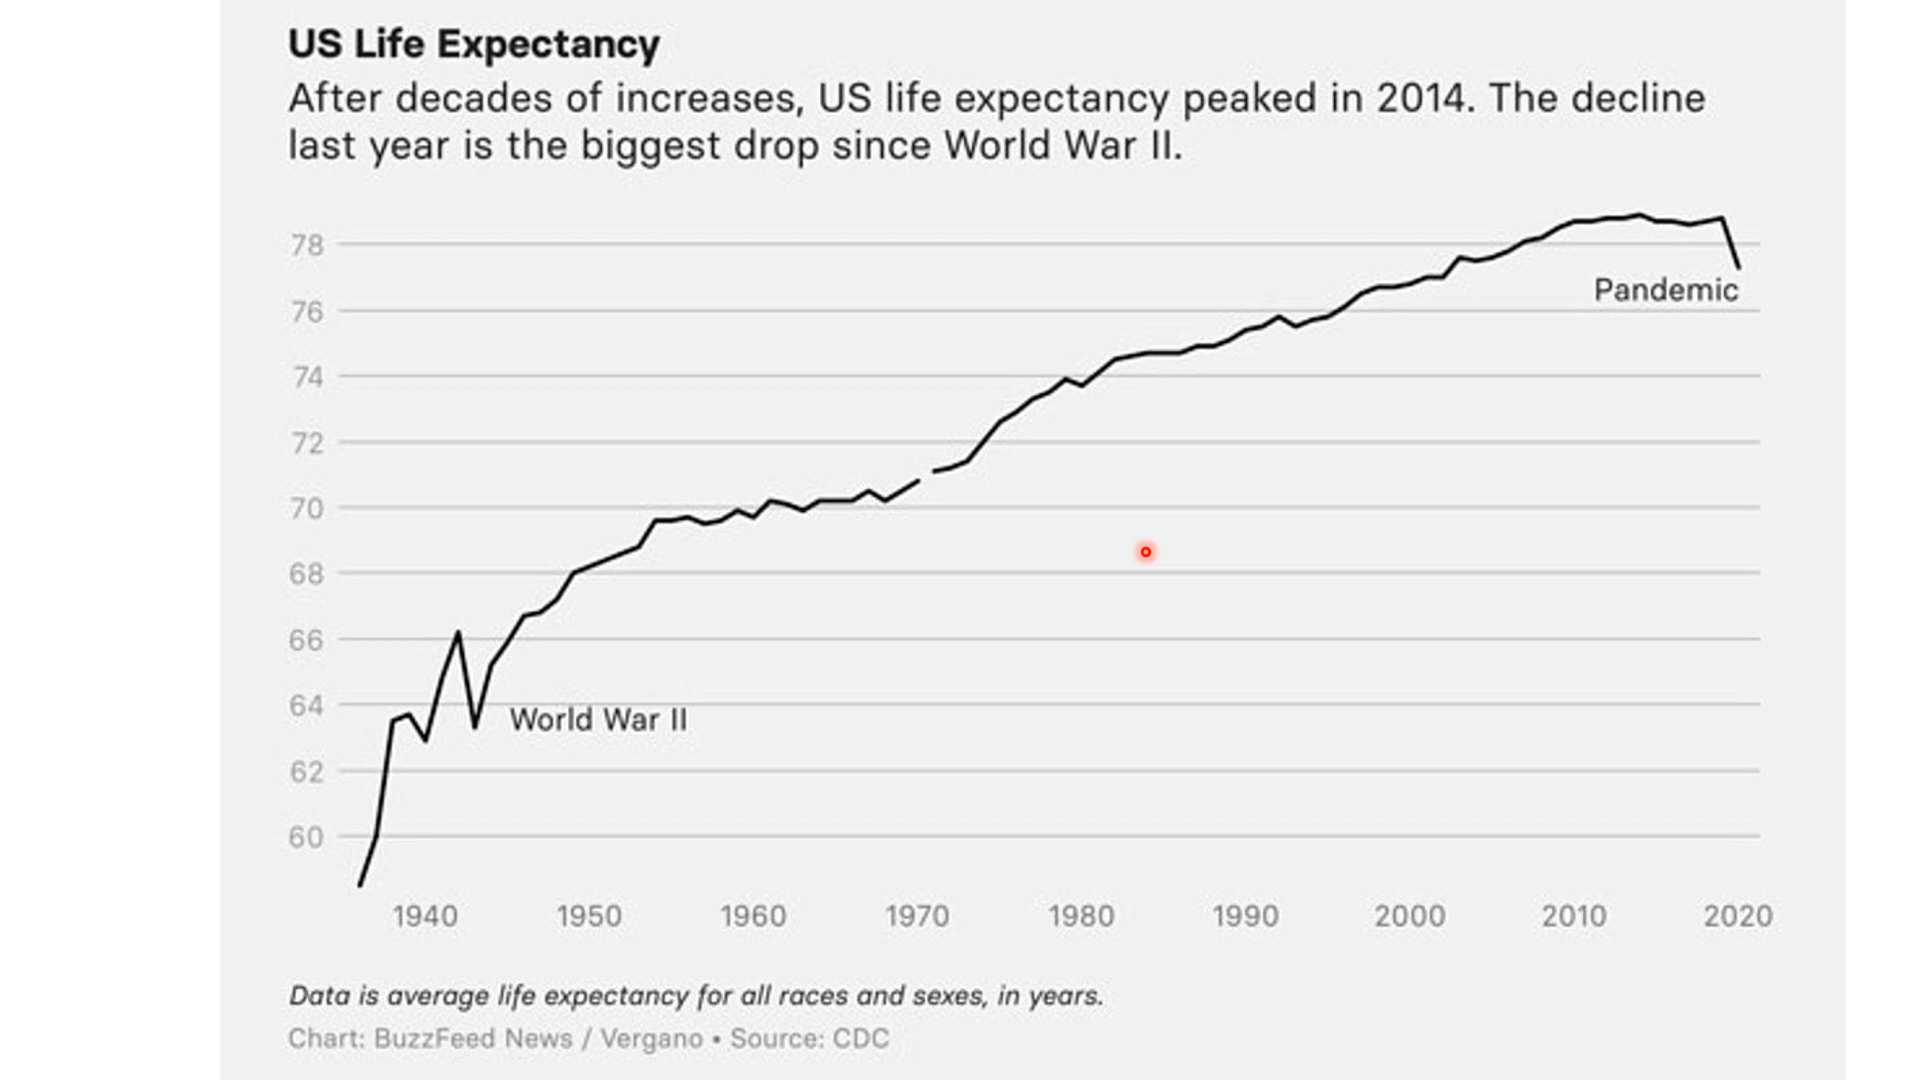 US Life Expectancy
After decades of increases, US life expectancy peaked in 2014. The decline
last year is the biggest drop since World War II.
78
Pandemic
76
74
72
70
68
66
64
World War II
62
60
1940 1950 1960 1970 1980 1990 2000 2010 2020
Data is average life expectancy for all races and sexes, in years.
Chart: BuzzFeed News / Vergano • Source: CDC